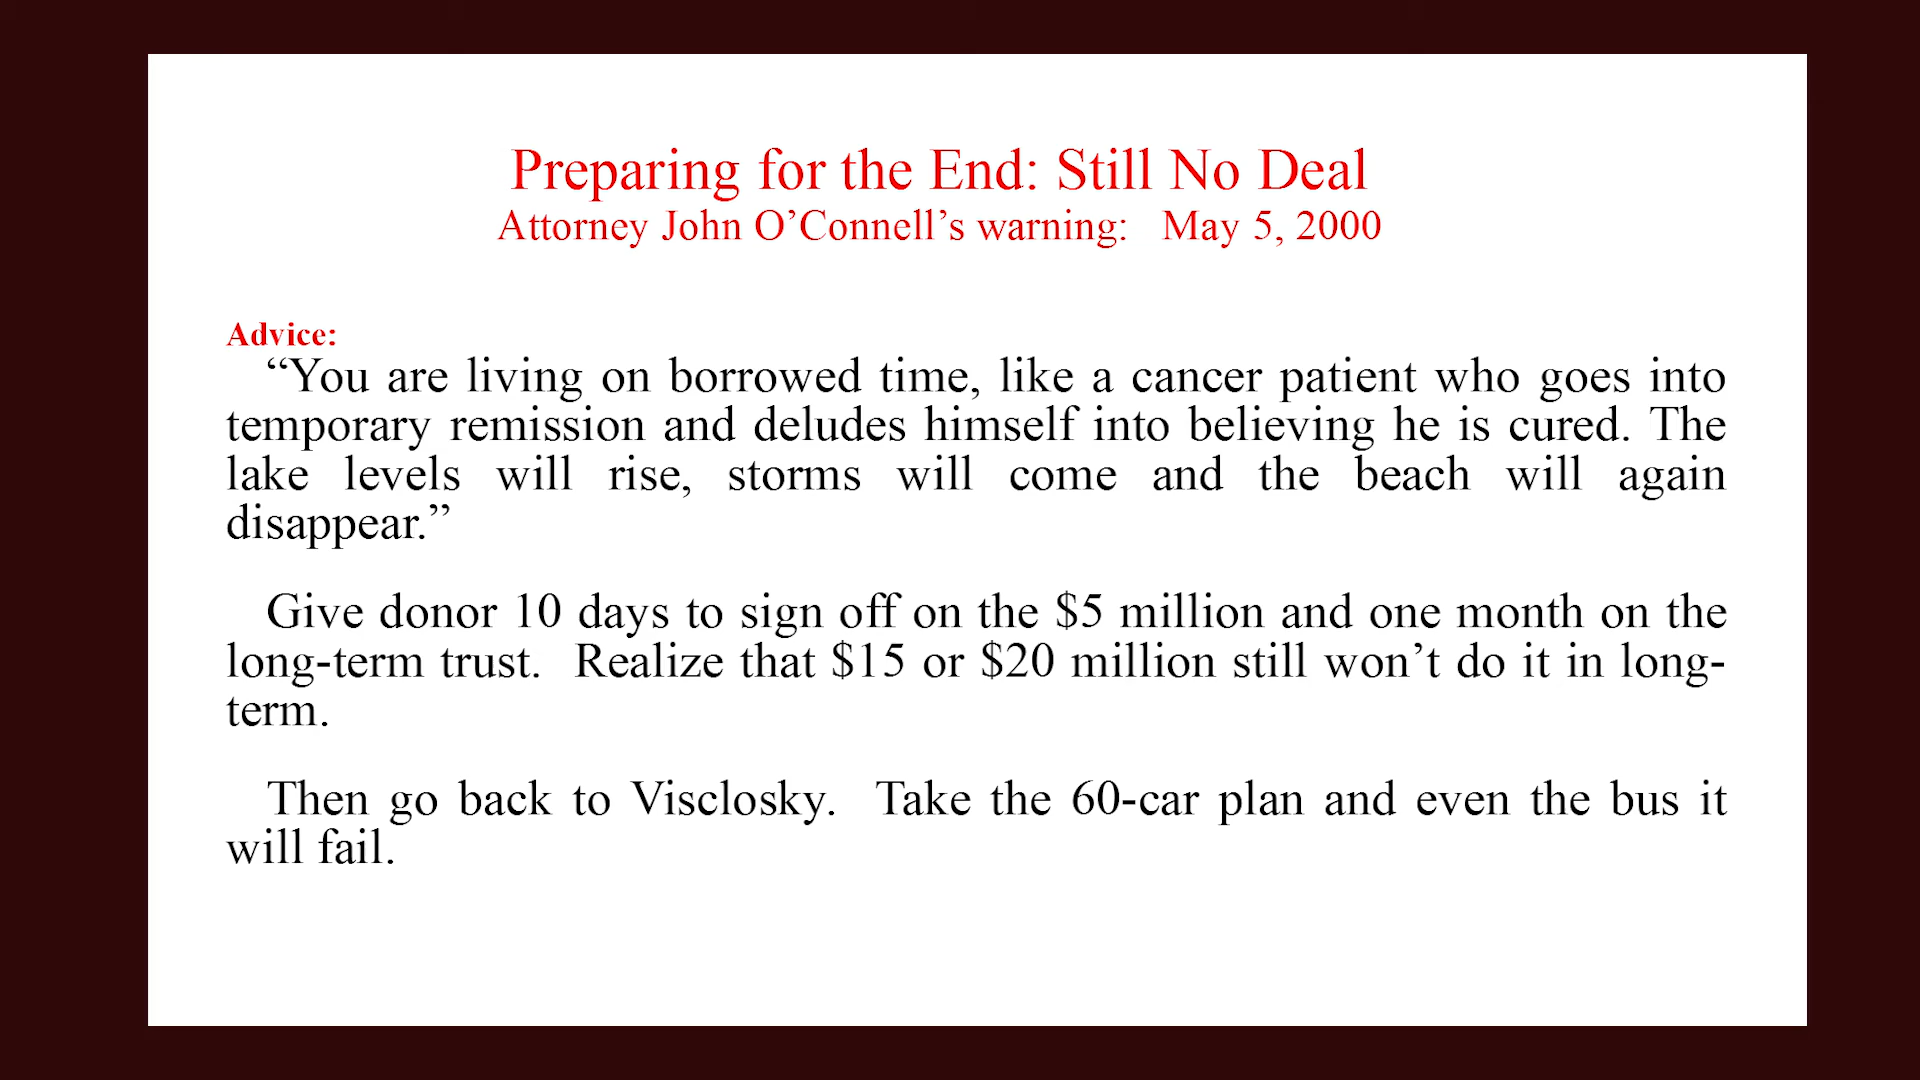 Preparing for the End: Still No Deal
Attorney John O’Connell’s warning:   May 5, 2000
Advice:
“You are living on borrowed time, like a cancer patient who goes into
temporary remission and deludes himself into believing he is cured. The
lake levels will rise, storms will come and the beach will again
disappear.”
Give donor 10 days to sign off on the $5 million and one month on the
long-term trust.  Realize that $15 or $20 million still won’t do it in long-
term.
Then go back to Visclosky.  Take the 60-car plan and even the bus it
will fail.